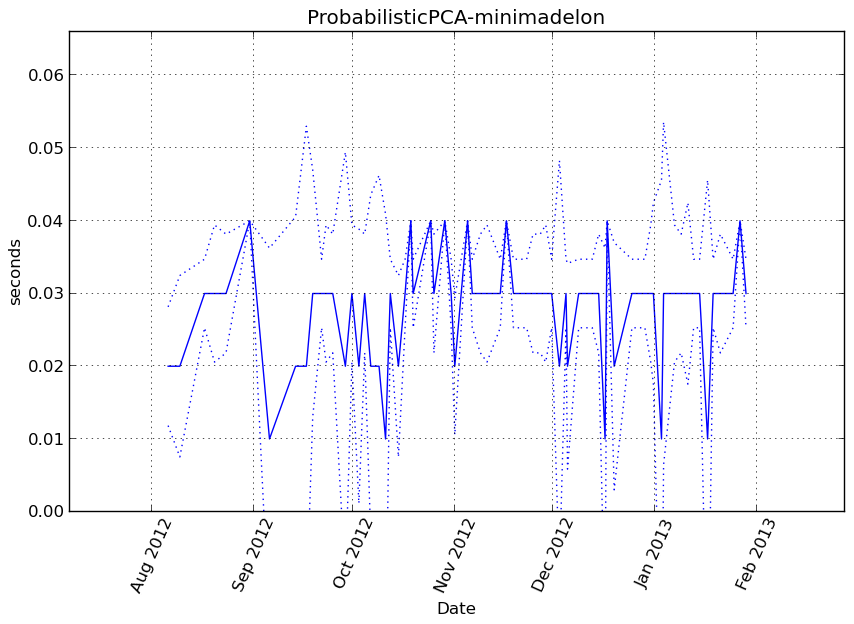 ProbabilisticPCA-minimadelon
0.06
0.05
0.04
0.03
0.02
0.01
0.00
seconds
Aug 2012
Sep 2012
Oct 2012
Nov 2012
Dec 2012
Jan 2013
Feb 2013
Date